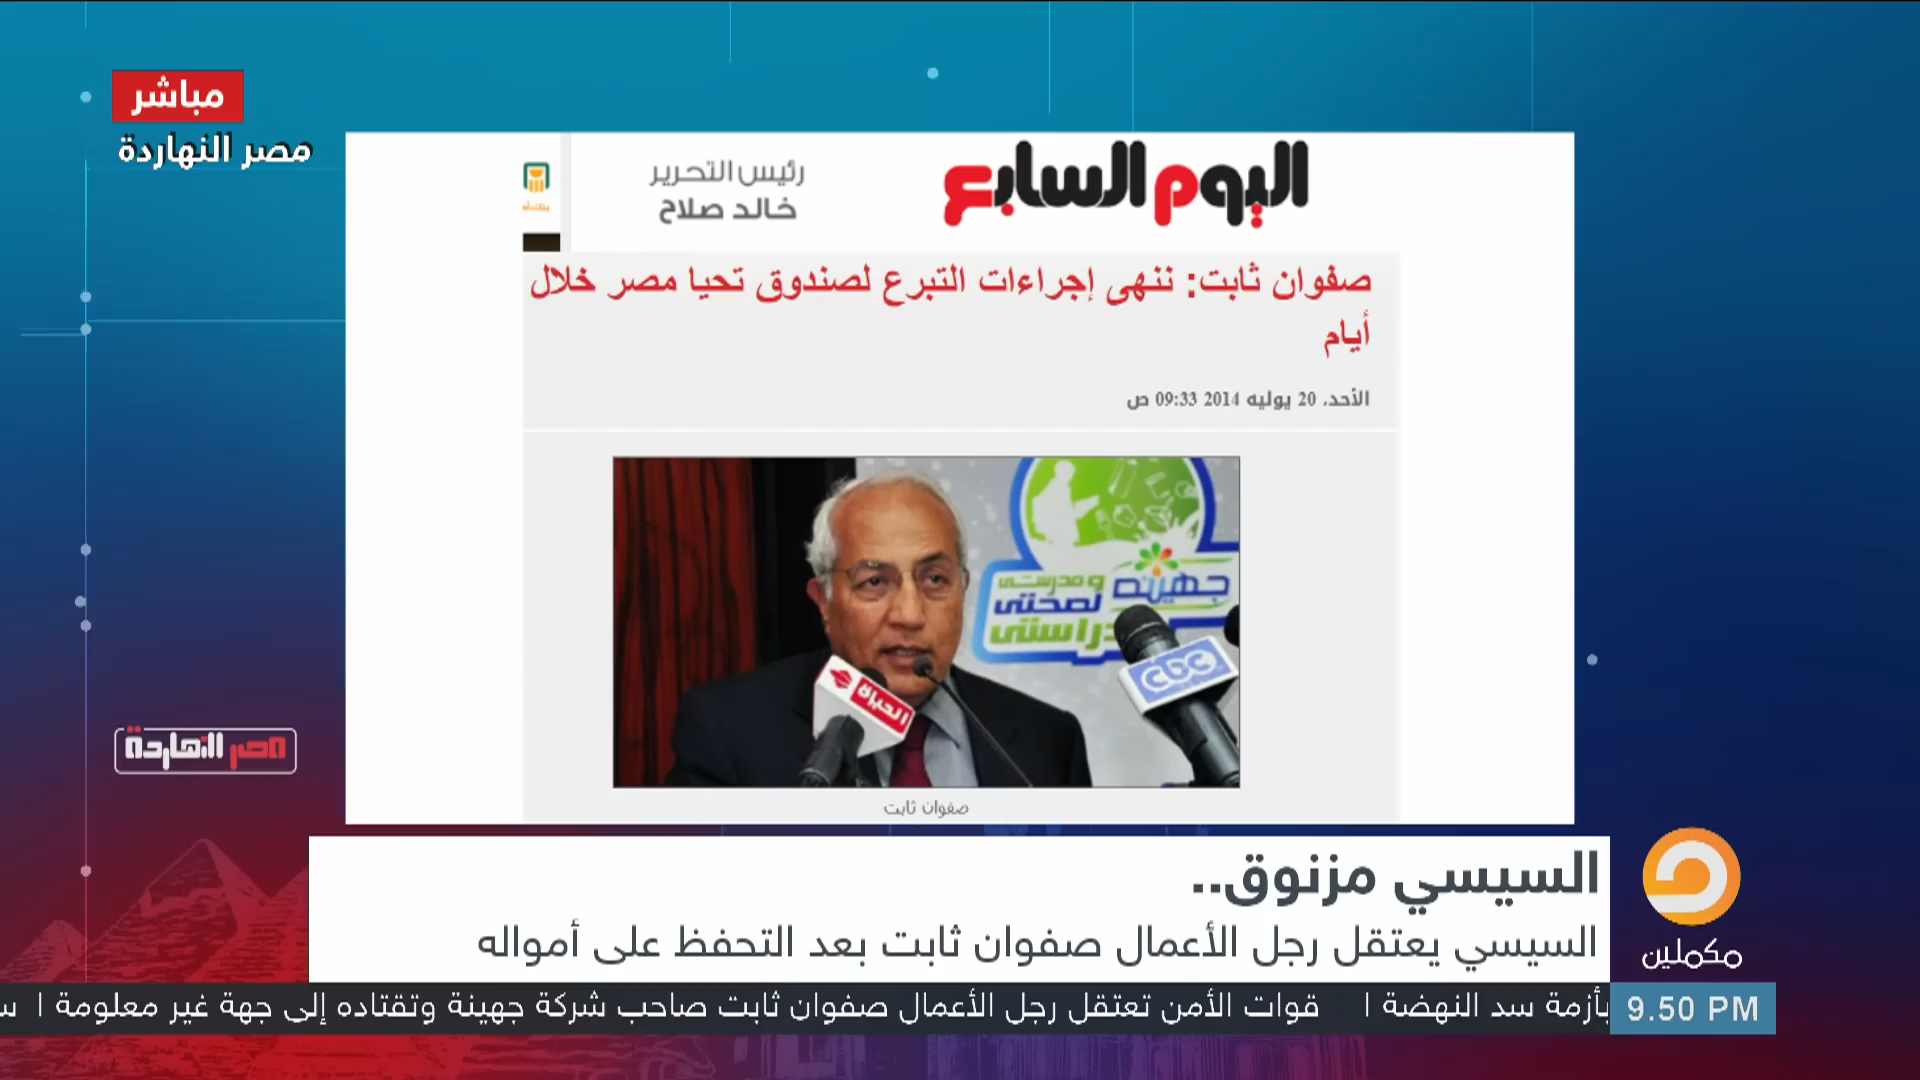 مباشر
مصر النهاردة
اليوم السابع
رئيس التحرير
خالد صلاح
صفوان ثابت: ننهى إجراءات التبرع لصندوق تحيا مصر خلال
أيام
الأحد، 20 يوليه 2014 09:33 ص
جهينه
ومدرستى
لصحتى
دراستى
الحياة
cbc
صفوان ثابت
مصر النهاردة
السيسي مزنوق..
السيسي يعتقل رجل الأعمال صفوان ثابت بعد التحفظ على أمواله
مكملين
بأزمة سد النهضة | قوات الأمن تعتقل رجل الأعمال صفوان ثابت صاحب شركة جهينة وتقتاده إلى جهة غير معلومة |
9.50 PM